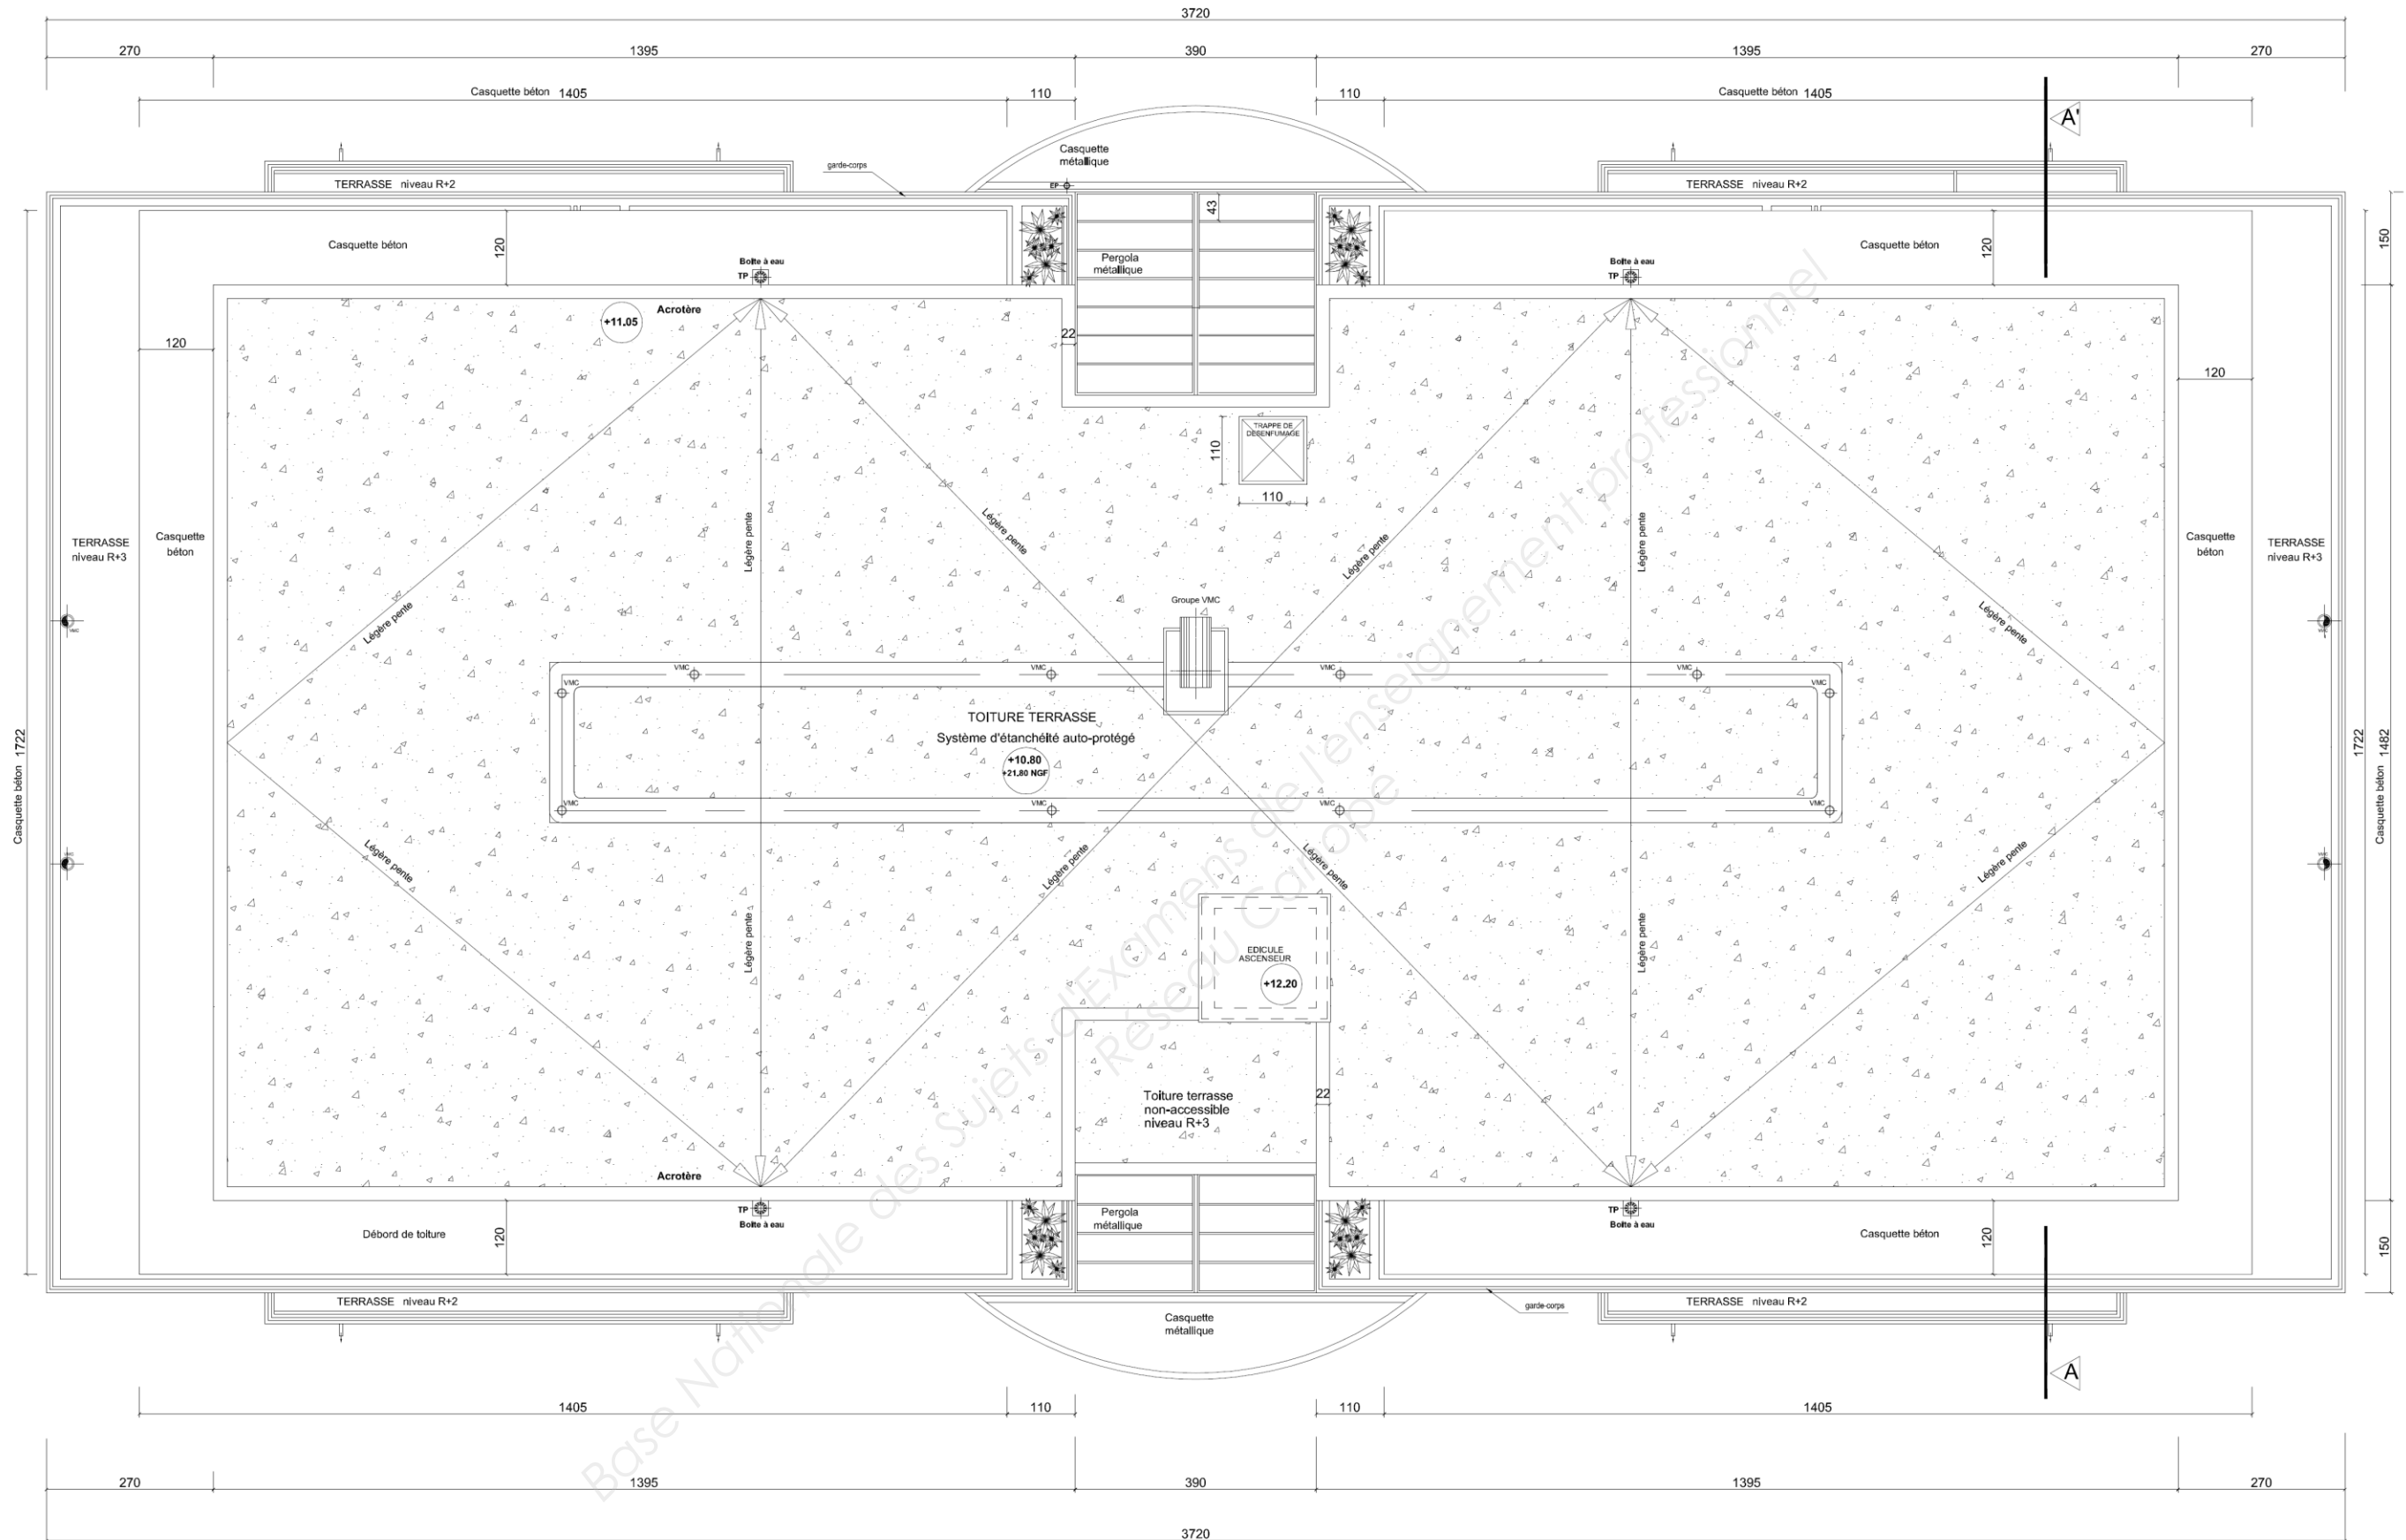 3720
270
1395
390
1395
270
Casquette béton 1405
110
110
Casquette béton 1405
A'
Casquette
métallique
garde-corps
EP
TERRASSE niveau R+2
TERRASSE niveau R+2
43
150
Casquette béton
120
Pergola
métallique
Casquette béton
120
Boîte à eau
TP
Boîte à eau
TP
Acrotère
+11.05
22
120
120
TRAPPE DE
DESENFUMAGE
110
110
Légère pente
Légère pente
Légère pente
Légère pente
TERRASSE
niveau R+3
Casquette
béton
Casquette
béton
TERRASSE
niveau R+3
Groupe VMC
Légère pente
Légère pente
VMC
VMC
VMC
VMC
VMC
VMC
VMC
VMC
TOITURE TERRASSE
Système d'étanchéité auto-protégé
+10.80
+21.80 NGF
Casquette béton 1722
1722
Casquette béton 1482
VMC
VMC
VMC
VMC
VMC
VMC
Légère pente
Légère pente
Légère pente
Légère pente
Légère pente
Légère pente
EDICULE
ASCENSEUR
+12.20
Toiture terrasse
non-accessible
niveau R+3
22
Acrotère
TP
Boîte à eau
TP
Boîte à eau
Débord de toiture
120
Pergola
métallique
Casquette béton
120
150
TERRASSE niveau R+2
TERRASSE niveau R+2
garde-corps
Casquette
métallique
A
1405
110
110
1405
270
1395
390
1395
270
3720
Base Nationale des Sujets d'Examens de l'enseignement professionnel
Réseau Canopé